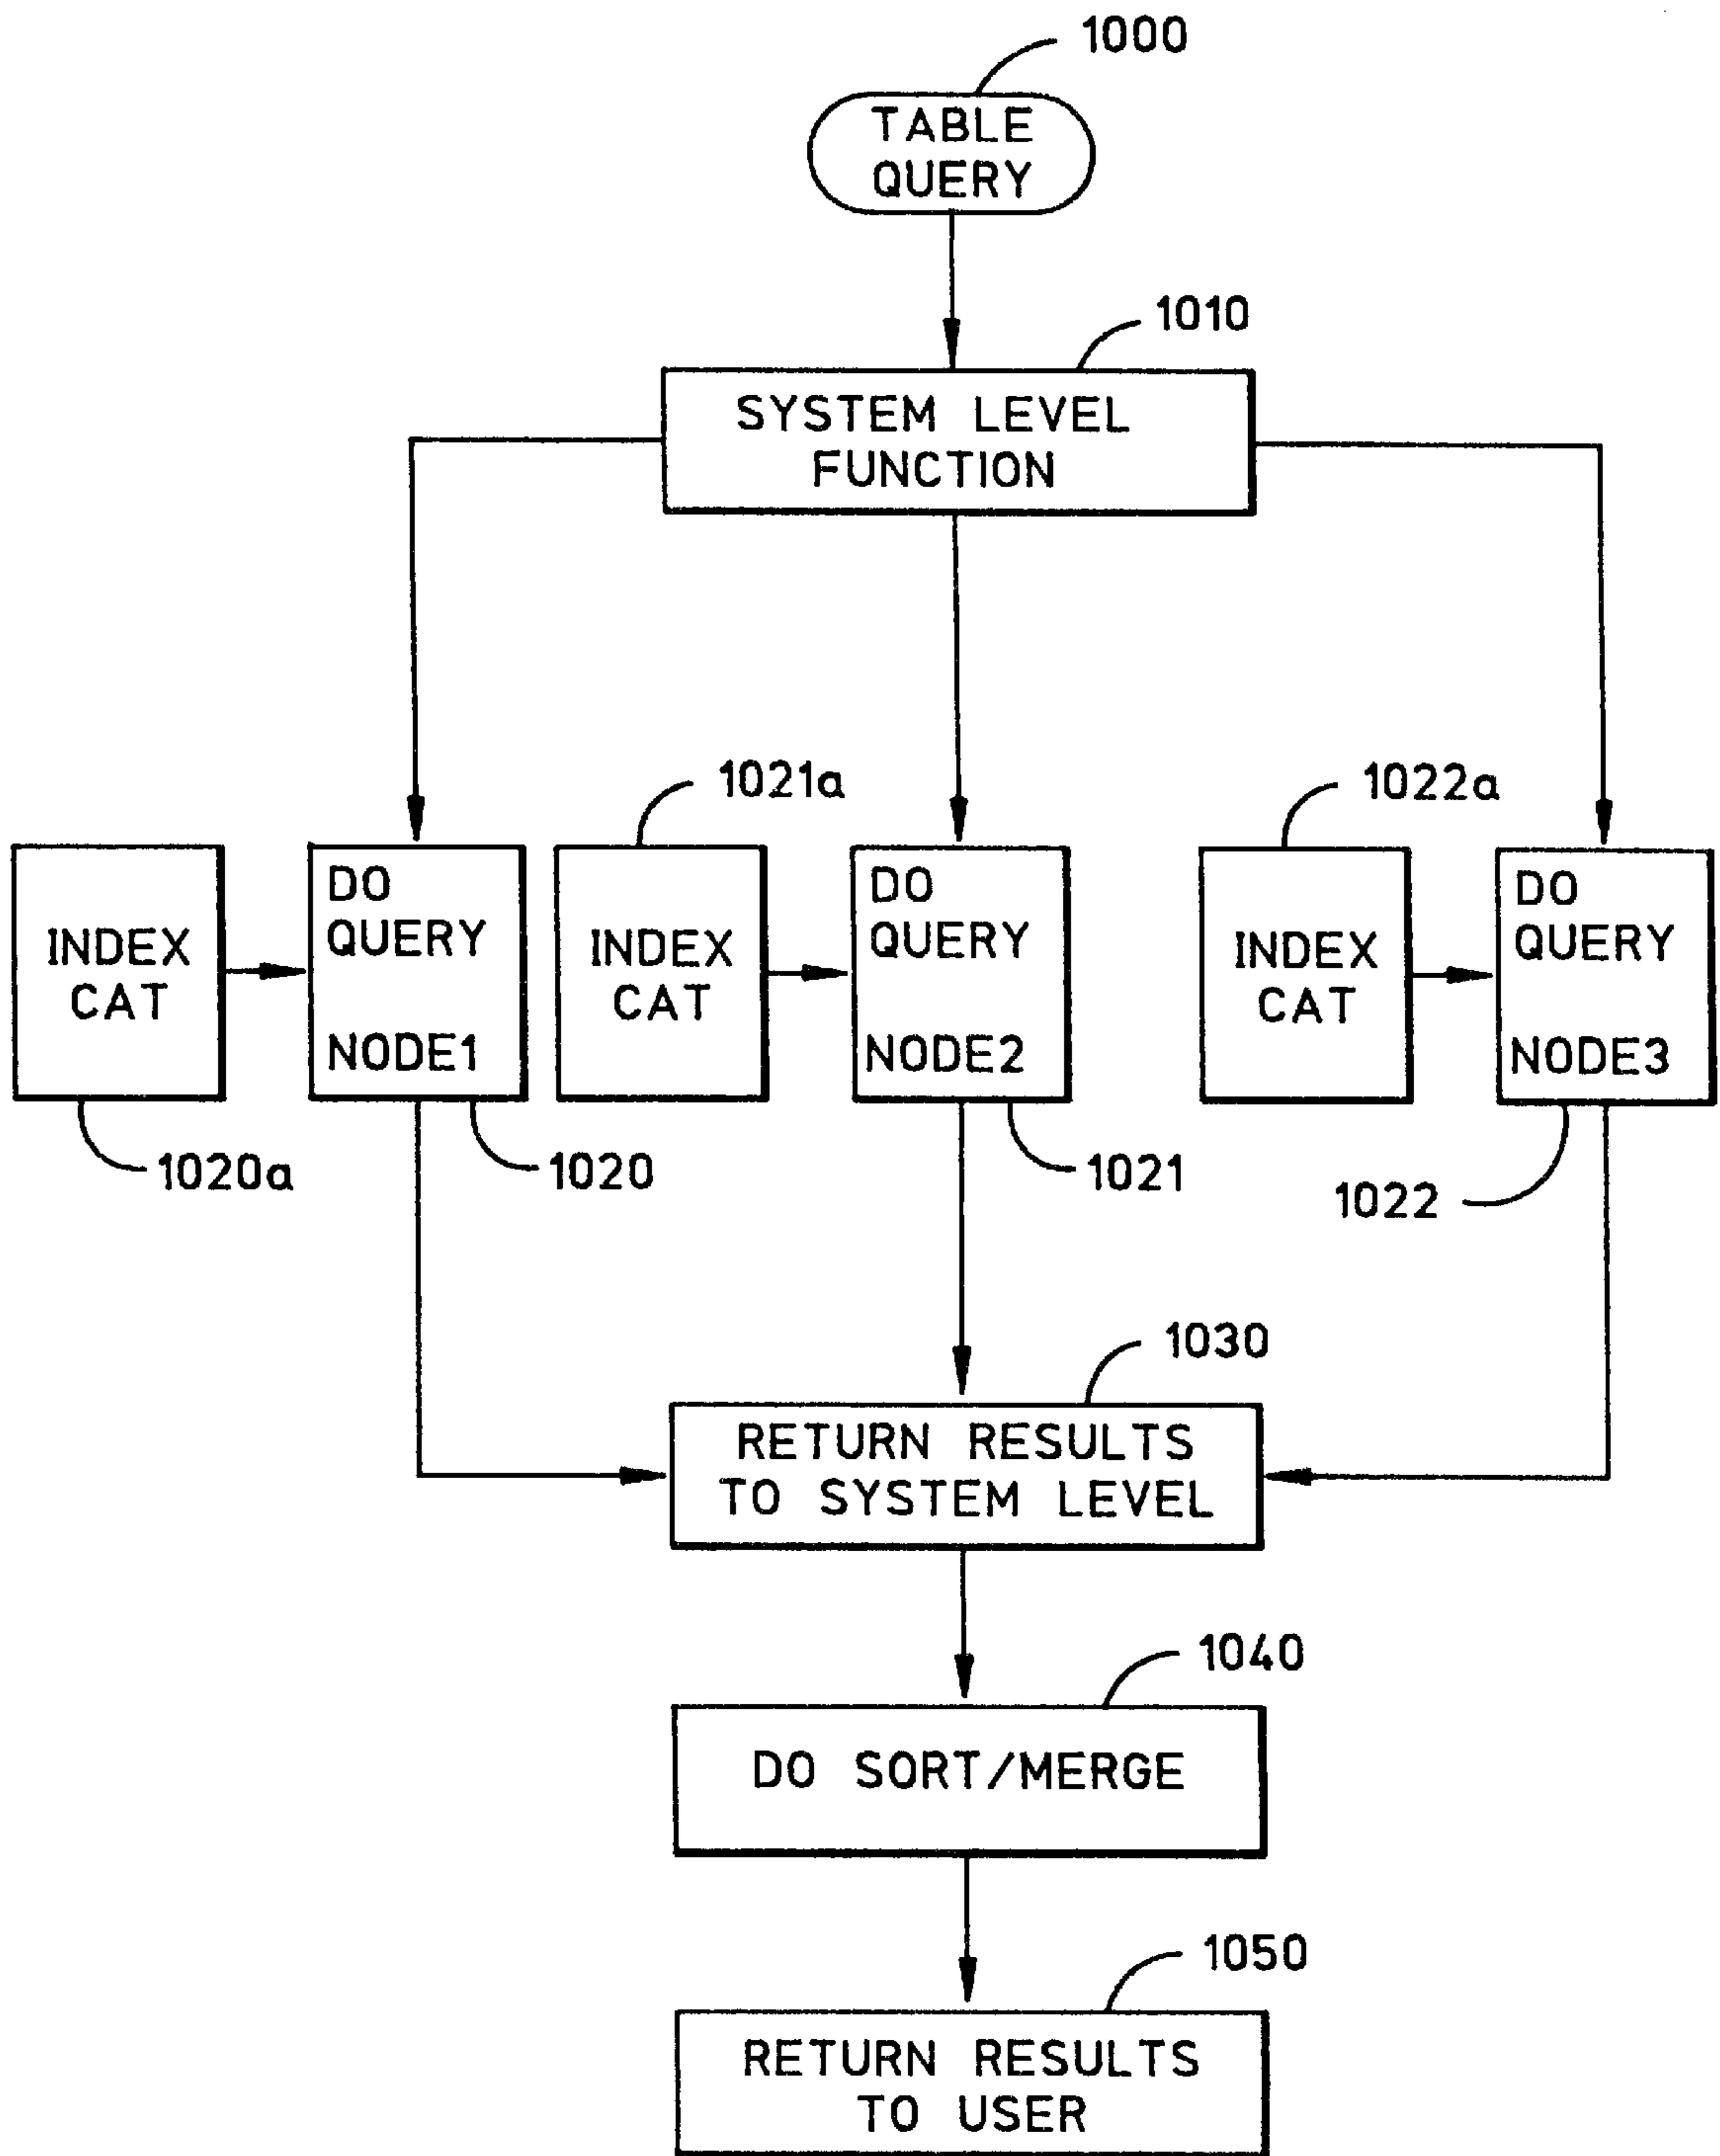 1000
TABLE
QUERY
1010
SYSTEM LEVEL
FUNCTION
1021a
1022a
INDEX
CAT
DO
QUERY
NODE1
INDEX
CAT
DO
QUERY
NODE2
INDEX
CAT
DO
QUERY
NODE3
1020a
1020
1021
1022
1030
RETURN RESULTS
TO SYSTEM LEVEL
1040
DO SORT/MERGE
1050
RETURN RESULTS
TO USER